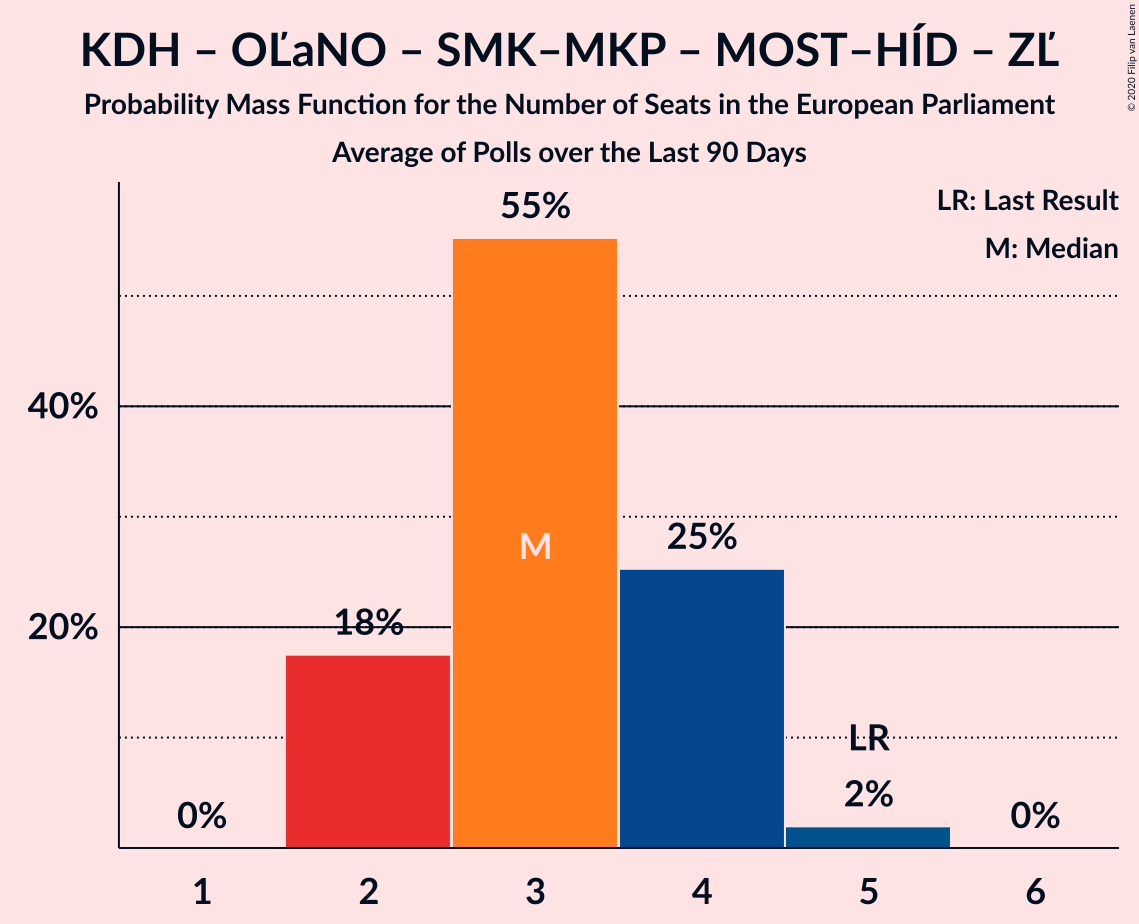 KDH – OĽaNO – SMK–MKP – MOST–HÍD – ZĽ
Probability Mass Function for the Number of Seats in the European Parliament
Average of Polls over the Last 90 Days
© 2020 Filip van Laenen
LR: Last Result
M: Median
55%
40%
M
25%
20%
18%
LR
2%
0%
0%
1 2 3 4 5 6